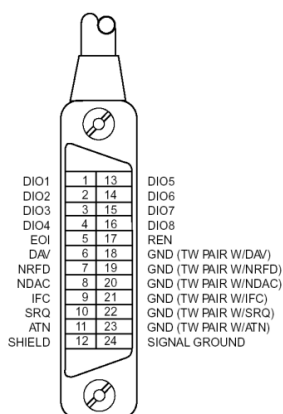 DIO1 1 13 DIO5
DIO2 2 14 DIO6
DIO3 3 15 DIO7
DIO4 4 16 DIO8
EOI 5 17 REN
DAV 6 18 GND (TW PAIR W/DAV)
NRFD 7 19 GND (TW PAIR W/NRFD)
NDAC 8 20 GND (TW PAIR W/NDAC)
IFC 9 21 GND (TW PAIR W/IFC)
SRQ 10 22 GND (TW PAIR W/SRQ)
ATN 11 23 GND (TW PAIR W/ATN)
SHIELD 12 24 SIGNAL GROUND